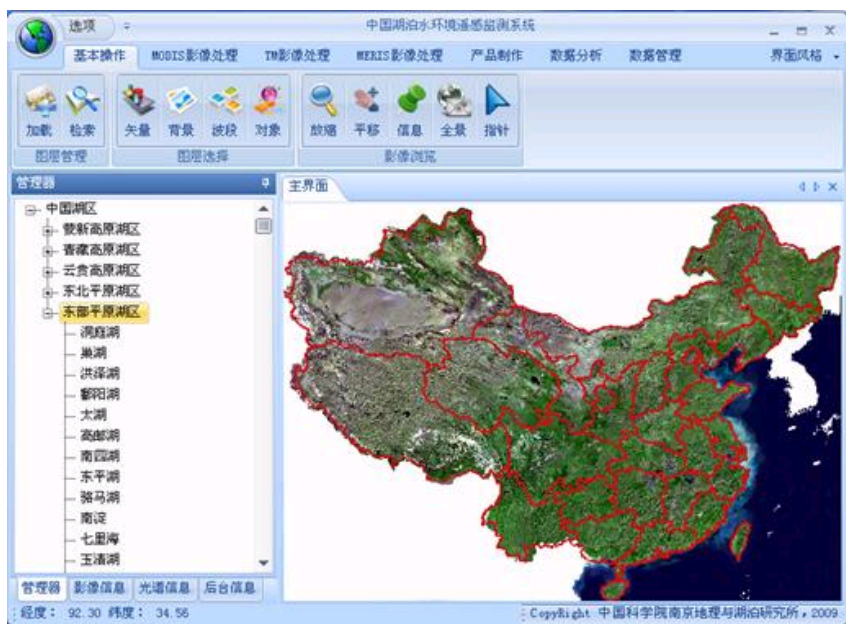 选项
中国湖泊水环境遥感监测系统
基本操作 MODIS影像处理 TM影像处理 MERIS影像处理 产品制作 数据分析 数据管理 界面风格
加载 检索 矢量 背景 波段 对象 放缩 平移 信息 全景 指针
图层管理 图层选择 影像浏览
管理器
主界面
中国湖区
蒙新高原湖区
青藏高原湖区
云贵高原湖区
东北平原湖区
东部平原湖区
洞庭湖
巢湖
洪泽湖
鄱阳湖
太湖
高邮湖
南四湖
东平湖
骆马湖
南淀
七里海
玉清湖
管理器 影像信息 光谱信息 后台信息
经度: 92.30 纬度: 34.56
CopyRight 中国科学院南京地理与湖泊研究所,2009